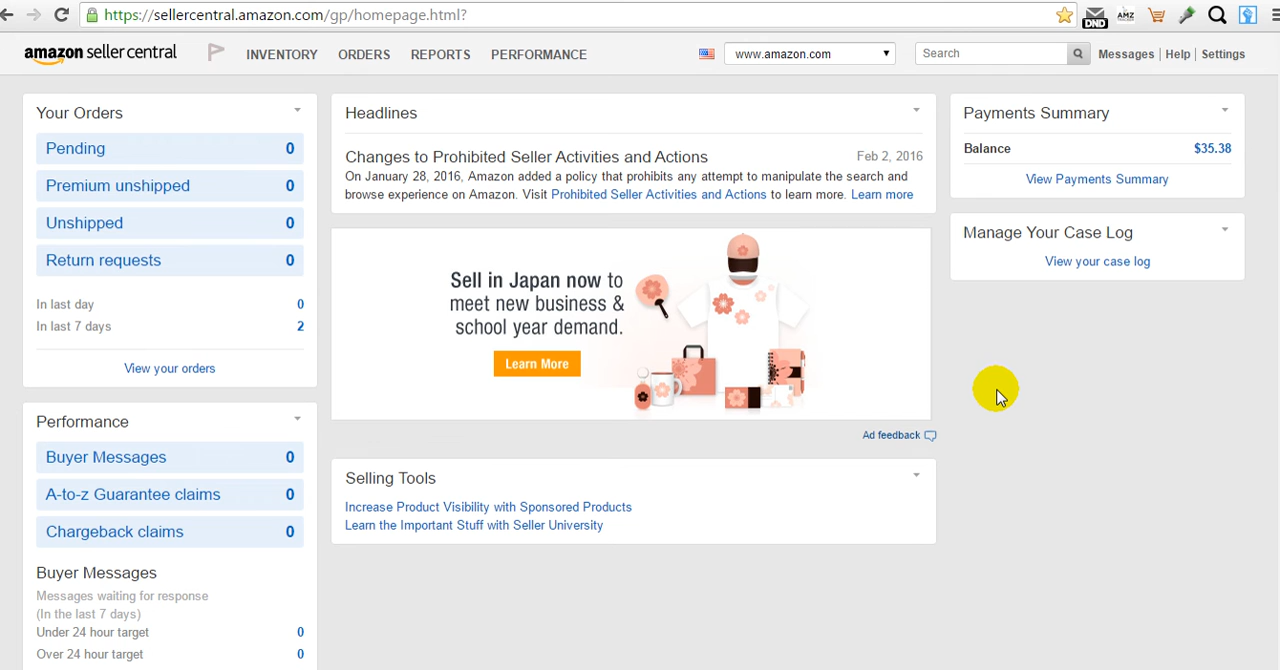 https://sellercentral.amazon.com/gp/homepage.html?
DND
AMZ
amazon seller central
INVENTORY
ORDERS
REPORTS
PERFORMANCE
www.amazon.com
Search
Messages | Help | Settings
Your Orders
Pending 0
Premium unshipped 0
Unshipped 0
Return requests 0
In last day 0
In last 7 days 2
View your orders
Performance
Buyer Messages 0
A-to-z Guarantee claims 0
Chargeback claims 0
Buyer Messages
Messages waiting for response
(In the last 7 days)
Under 24 hour target 0
Over 24 hour target 0
Headlines
Changes to Prohibited Seller Activities and Actions Feb 2, 2016
On January 28, 2016, Amazon added a policy that prohibits any attempt to manipulate the search and
browse experience on Amazon. Visit Prohibited Seller Activities and Actions to learn more. Learn more
Sell in Japan now to
meet new business &
school year demand.
Learn More
Ad feedback
Selling Tools
Increase Product Visibility with Sponsored Products
Learn the Important Stuff with Seller University
Payments Summary
Balance $35.38
View Payments Summary
Manage Your Case Log
View your case log